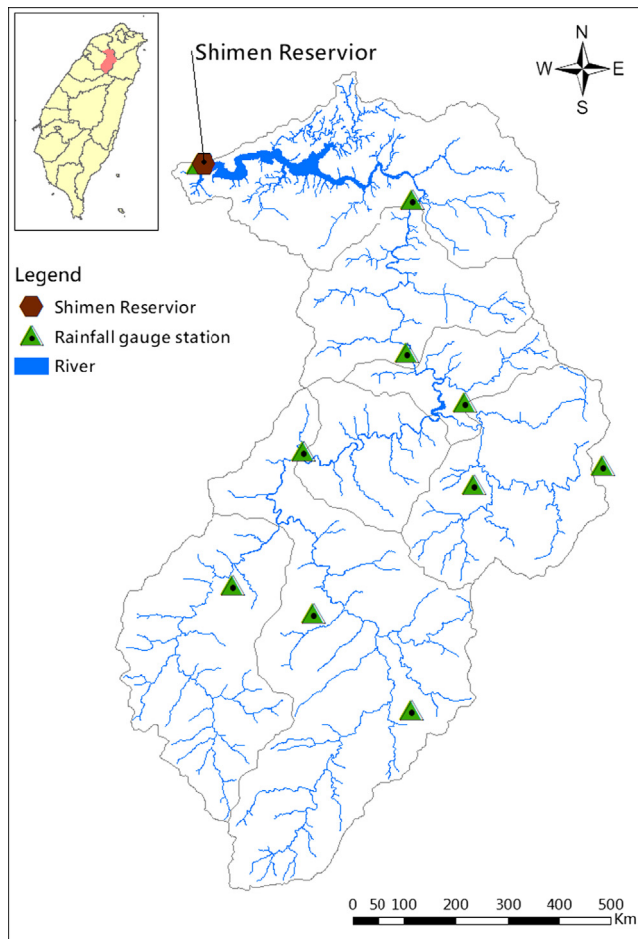 Shimen Reservior
N
W E
S
Legend
Shimen Reservior
Rainfall gauge station
River
0 50 100 200 300 400 500
Km